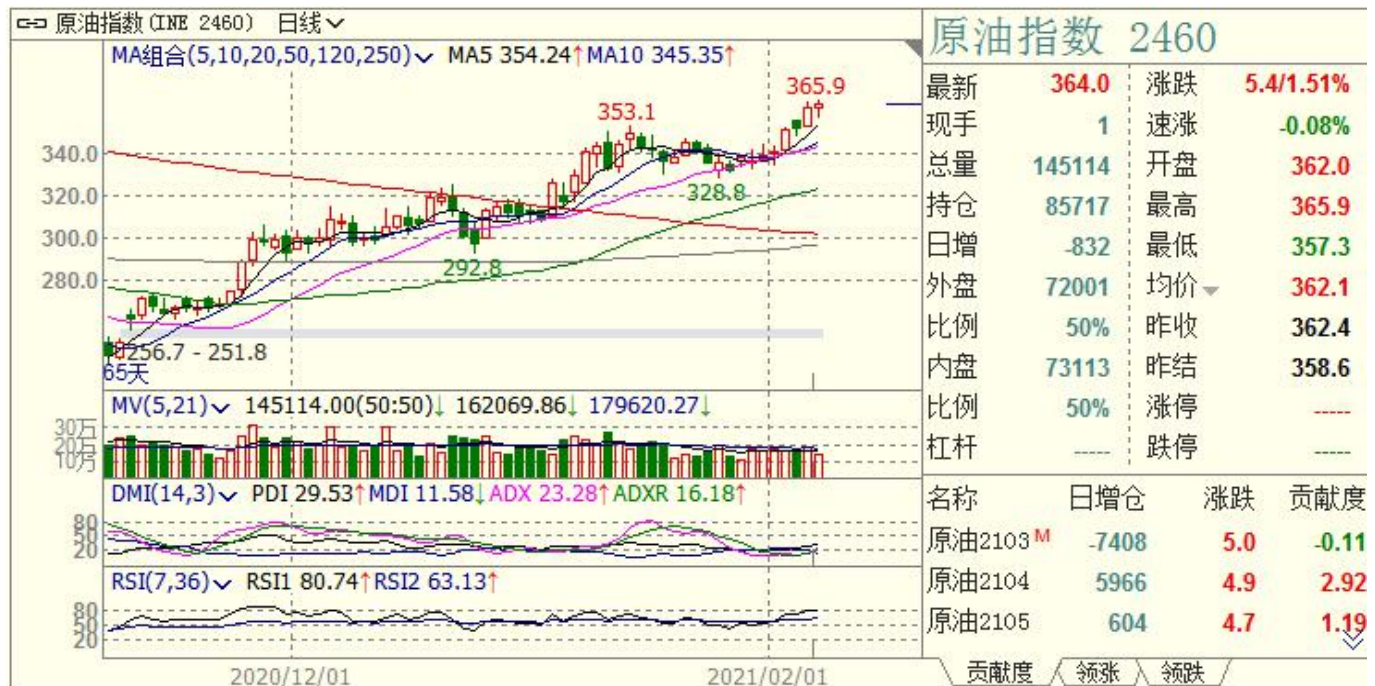 原油指数(INE 2460) 日线
MA组合(5,10,20,50,120,250) MA5 354.24↑ MA10 345.35↑
365.9
353.1
340.0
320.0
328.8
300.0
292.8
280.0
256.7 - 251.8
65天
MV(5,21) 145114.00(50:50)↓ 162069.86↓ 179620.27↓
30万
20万
10万
DMI(14,3) PDI 29.53↑ MDI 11.58↓ ADX 23.28↑ ADXR 16.18↑
80
50
20
RSI(7,36) RSI1 80.74↑ RSI2 63.13↑
80
50
20
2020/12/01 2021/02/01
原油指数 2460
最新 364.0 涨跌 5.4/1.51%
现手 1 速涨 -0.08%
总量 145114 开盘 362.0
持仓 85717 最高 365.9
日增 -832 最低 357.3
外盘 72001 均价 362.1
比例 50% 昨收 362.4
内盘 73113 昨结 358.6
比例 50% 涨停 -----
杠杆 ----- 跌停 -----
名称 日增仓 涨跌 贡献度
原油2103 M -7408 5.0 -0.11
原油2104 5966 4.9 2.92
原油2105 604 4.7 1.19
贡献度 领涨 领跌